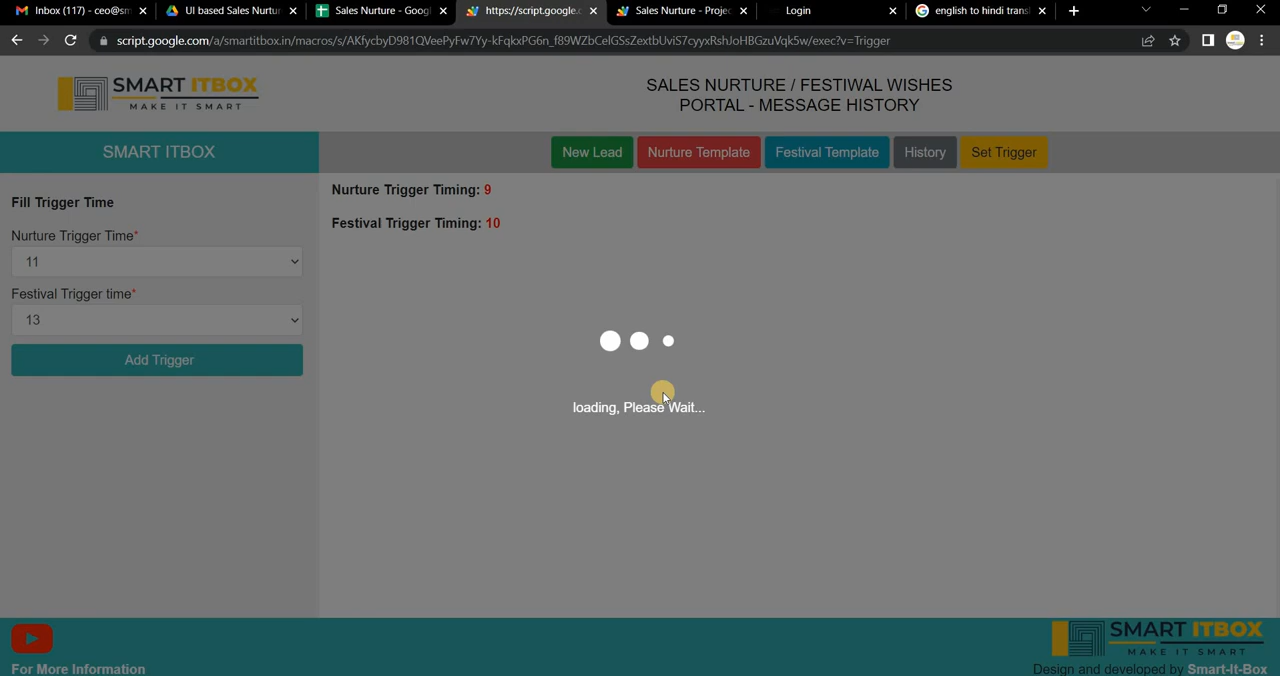 Inbox (117) - ceo@sm
UI based Sales Nurtur
Sales Nurture - Googl
https://script.google.c
Sales Nurture - Projec
Login
english to hindi transl
script.google.com/a/smartitbox.in/macros/s/AKfycbyD981QVeePyFw7Yy-kFqkxPG6n_f89WZbCelGSsZextbUviS7cyyxRshJoHBGzuVqk5w/exec?v=Trigger
SMART ITBOX
MAKE IT SMART
SALES NURTURE / FESTIWAL WISHES
PORTAL - MESSAGE HISTORY
SMART ITBOX
New Lead
Nurture Template
Festival Template
History
Set Trigger
Fill Trigger Time
Nurture Trigger Time*
11
Festival Trigger time*
13
Add Trigger
Nurture Trigger Timing: 9
Festival Trigger Timing: 10
loading, Please Wait...
For More Information
SMART ITBOX
MAKE IT SMART
Design and developed by Smart-It-Box